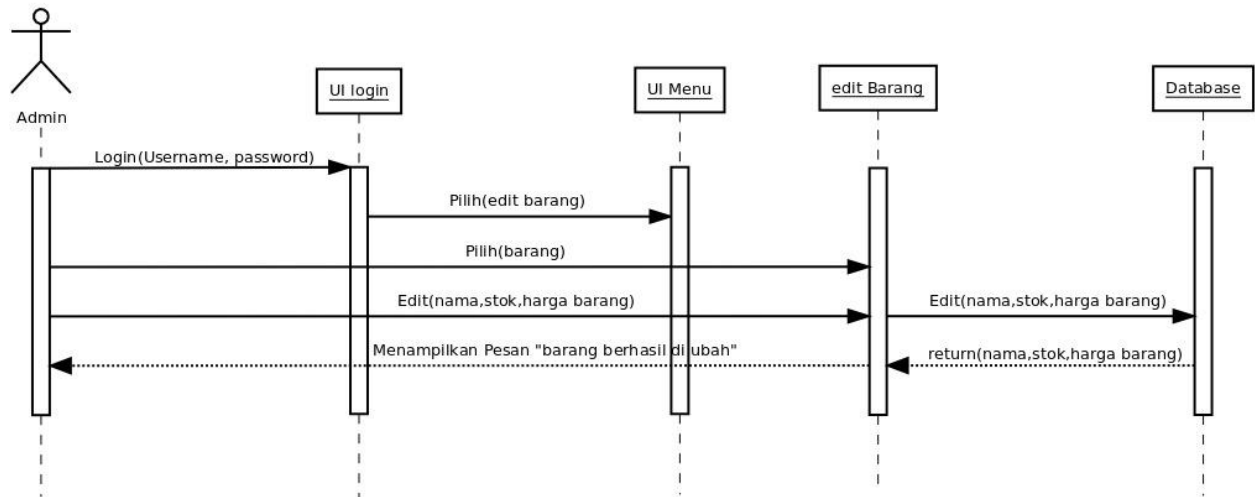 Admin
UI login
UI Menu
edit Barang
Database
Login(Username, password)
Pilih(edit barang)
Pilih(barang)
Edit(nama,stok,harga barang)
Edit(nama,stok,harga barang)
Menampilkan Pesan "barang berhasil di ubah"
return(nama,stok,harga barang)